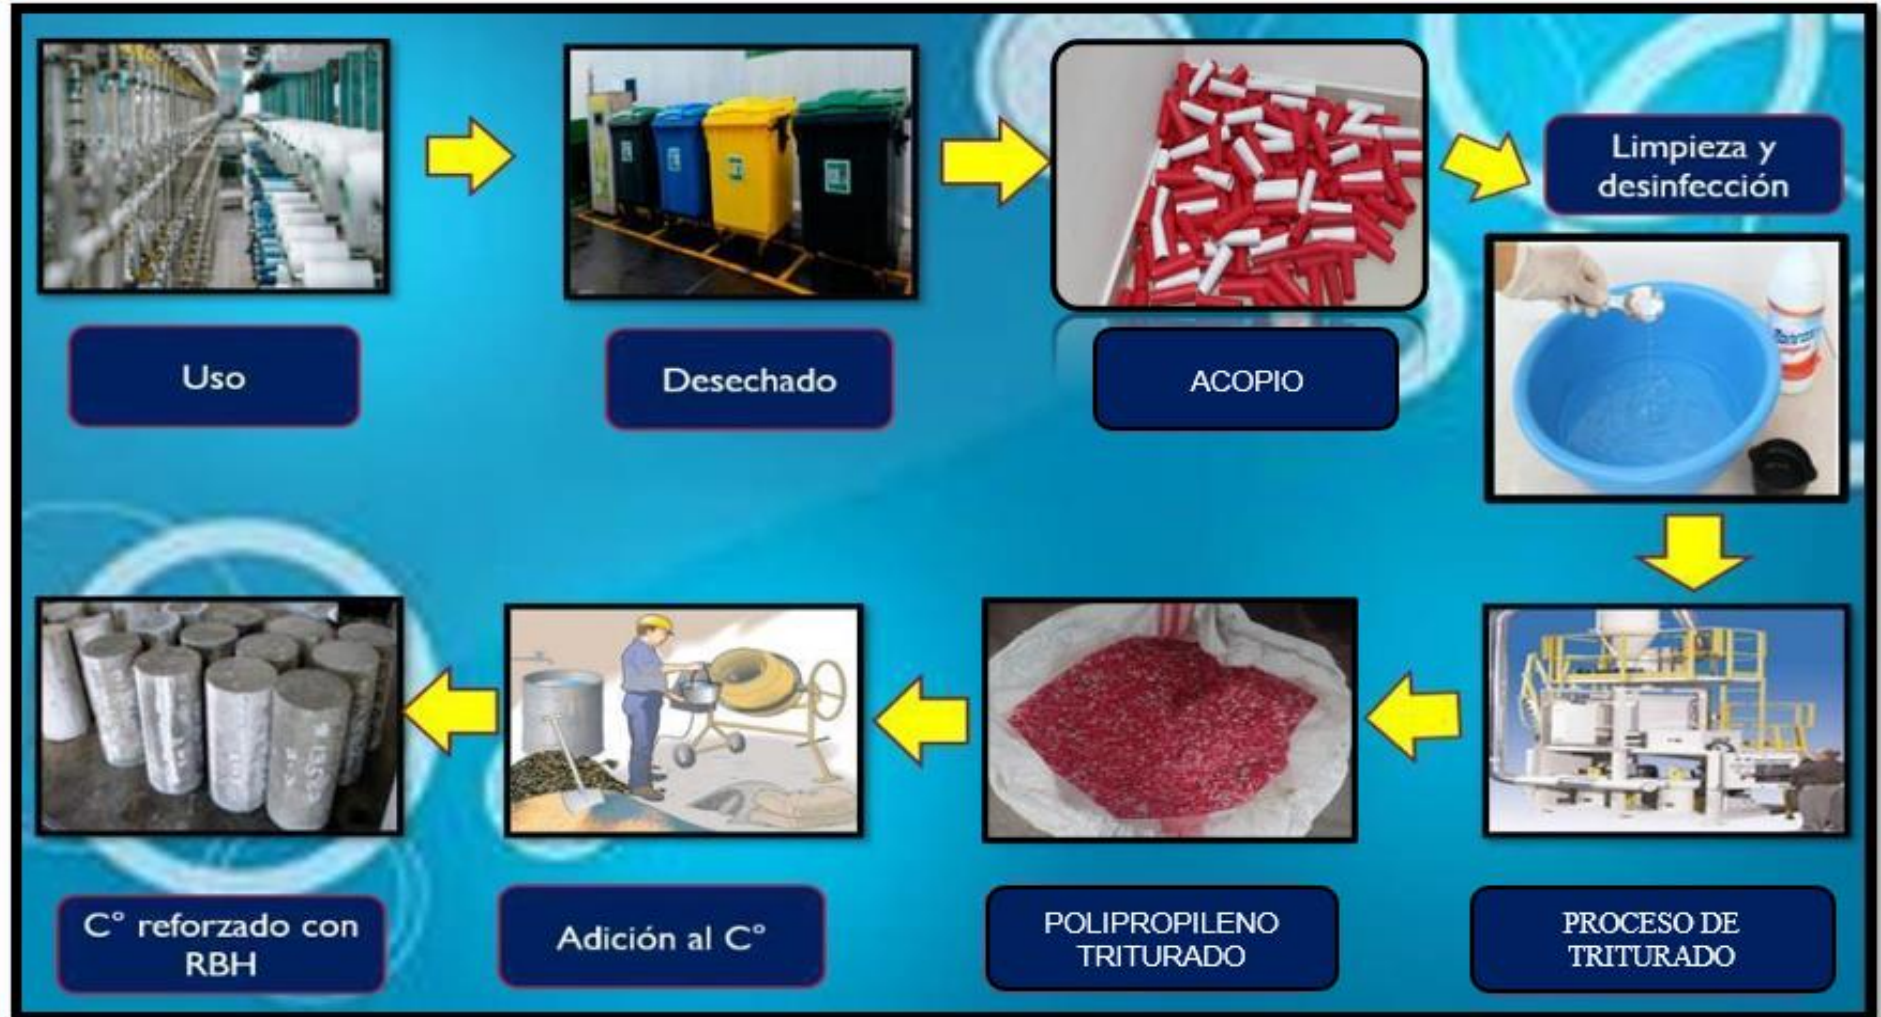 Uso
Desechado
ACOPIO
Limpieza y
desinfección
PROCESO DE
TRITURADO
POLIPROPILENO
TRITURADO
Adición al C°
C° reforzado con
RBH